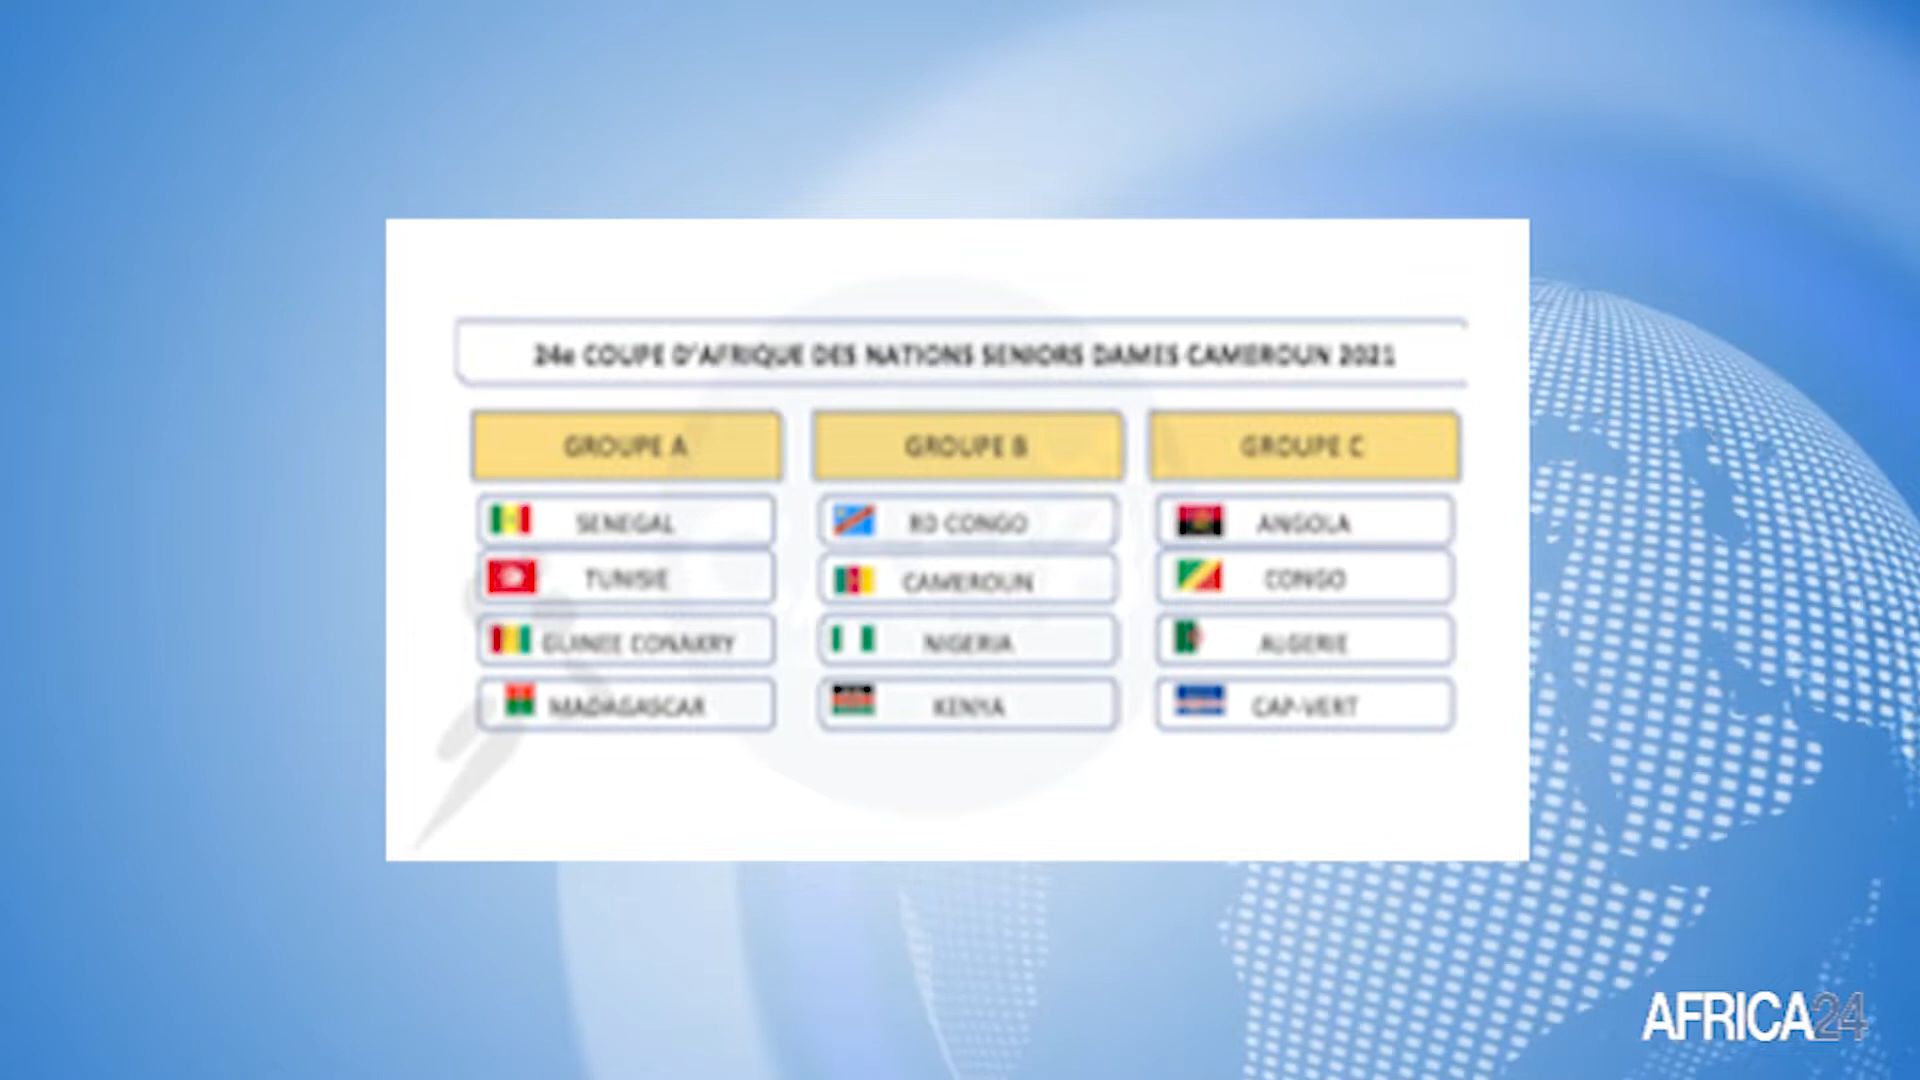 24e COUPE D'AFRIQUE DES NATIONS SENIORS DAMES CAMEROUN 2021
GROUPE A
GROUPE B
GROUPE C
SENEGAL
RD CONGO
ANGOLA
TUNISIE
CAMEROUN
CONGO
GUINEE CONAKRY
NIGERIA
ALGERIE
MADAGASCAR
KENYA
CAP-VERT
AFRICA24